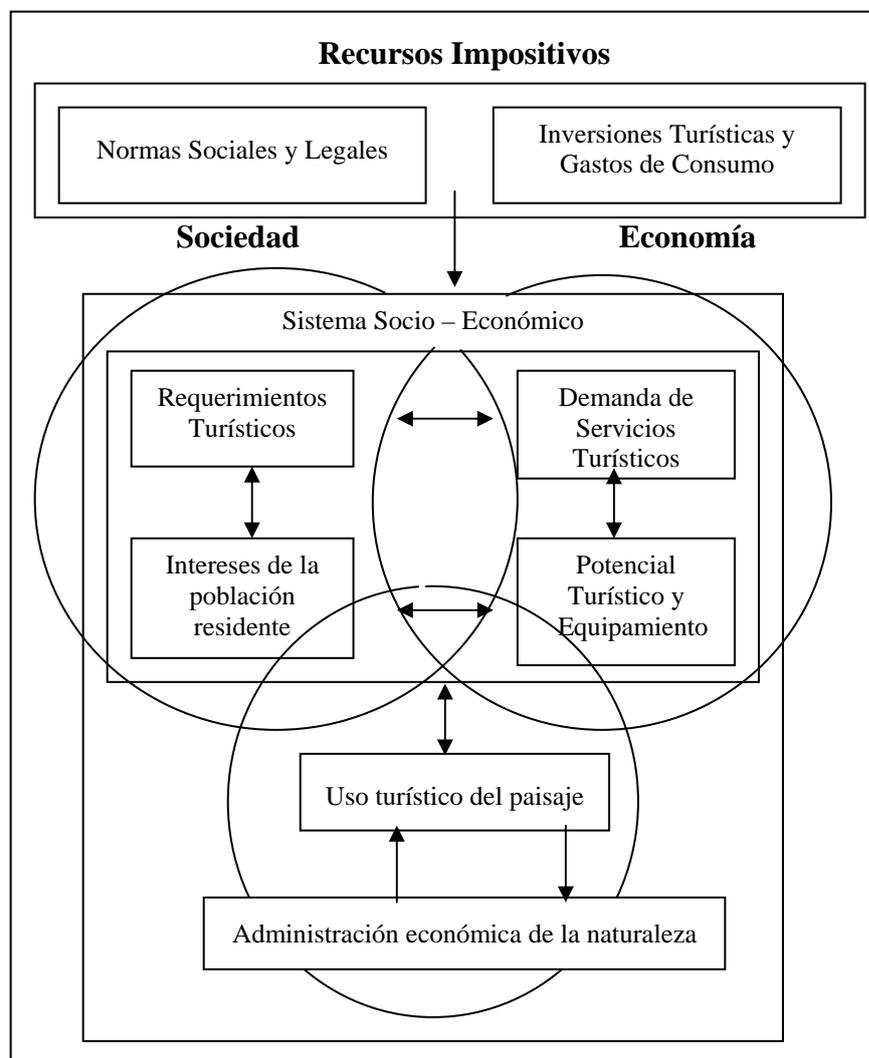 Recursos Impositivos
Normas Sociales y Legales
Inversiones Turísticas y
Gastos de Consumo
Sociedad
Economía
Sistema Socio – Económico
Requerimientos
Turísticos
Demanda de
Servicios
Turísticos
Intereses de la
población
residente
Potencial
Turístico y
Equipamiento
Uso turístico del paisaje
Administración económica de la naturaleza